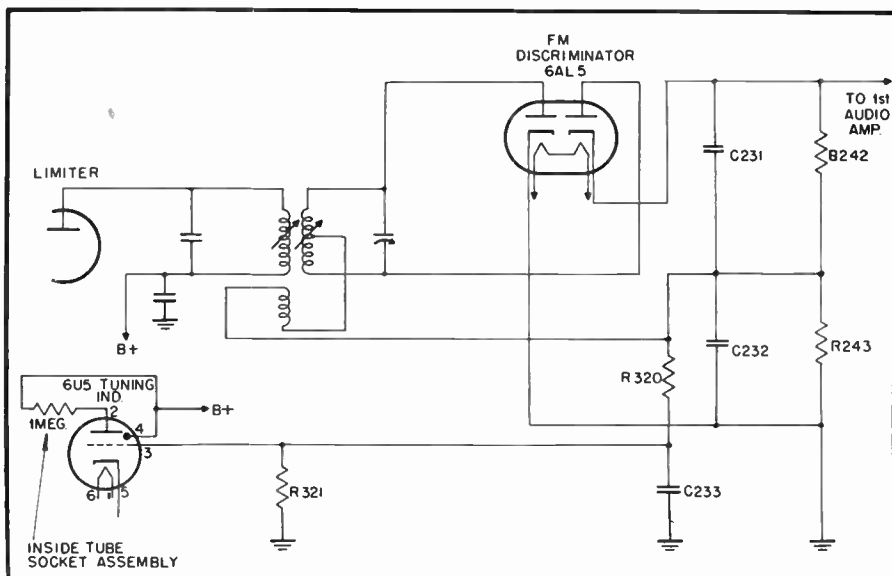 FM
DISCRIMINATOR
6AL5
TO 1st
AUDIO
AMP.
C231
B242
LIMITER
B+
C232
R243
R320
6U5 TUNING
IND.
2
4
B+
1MEG.
3
6
5
R321
C233
INSIDE TUBE
SOCKET ASSEMBLY